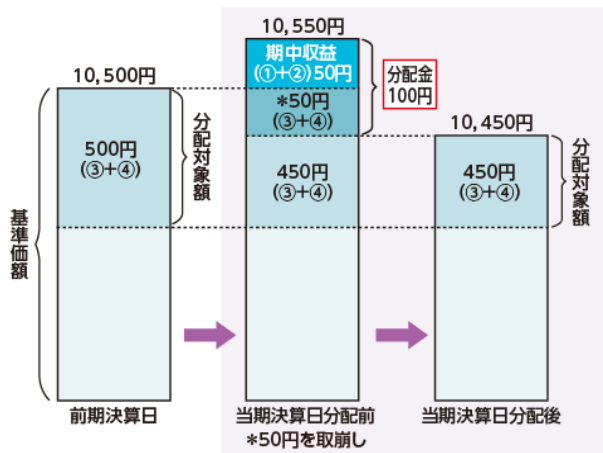 10,500円
500円
(③+④)
分配対象額
基準価額
前期決算日
10,550円
期中収益
(①+②)50円
*50円
(③+④)
450円
(③+④)
分配金
100円
当期決算日分配前
*50円を取崩し
10,450円
450円
(③+④)
分配対象額
当期決算日分配後